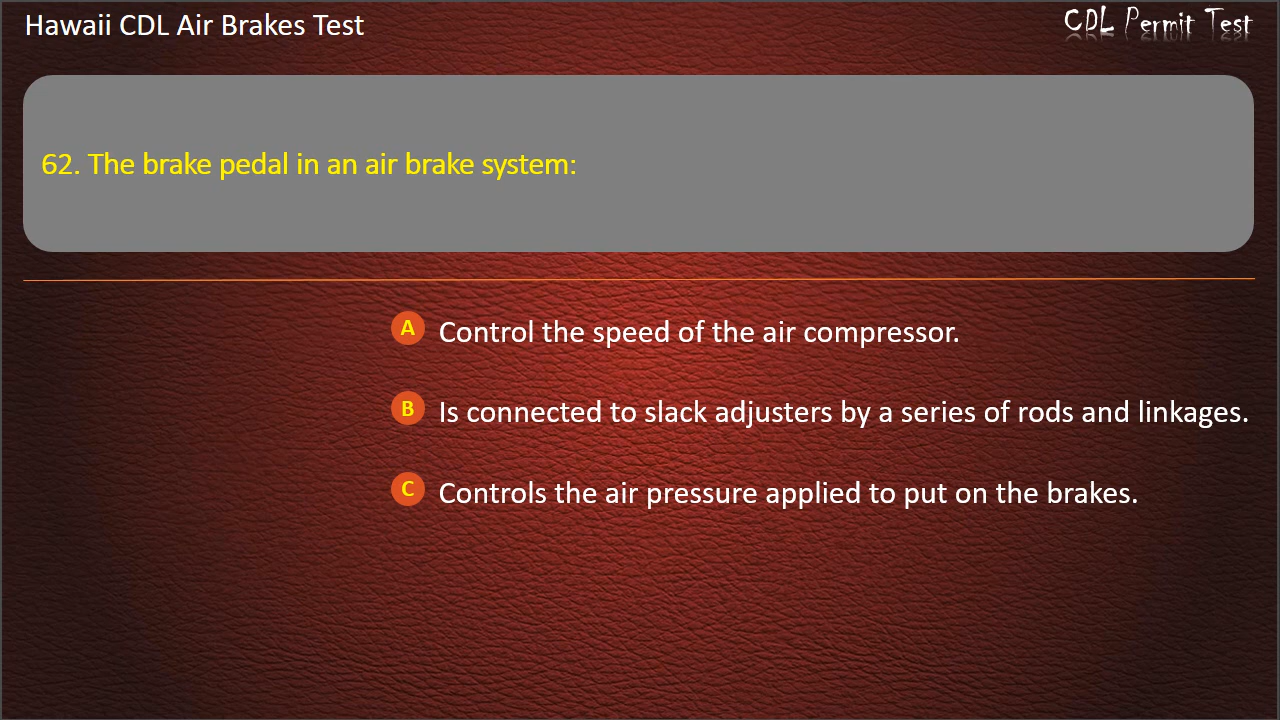 Hawaii CDL Air Brakes Test
CDL Permit Test
62. The brake pedal in an air brake system:
A Control the speed of the air compressor.
B Is connected to slack adjusters by a series of rods and linkages.
C Controls the air pressure applied to put on the brakes.